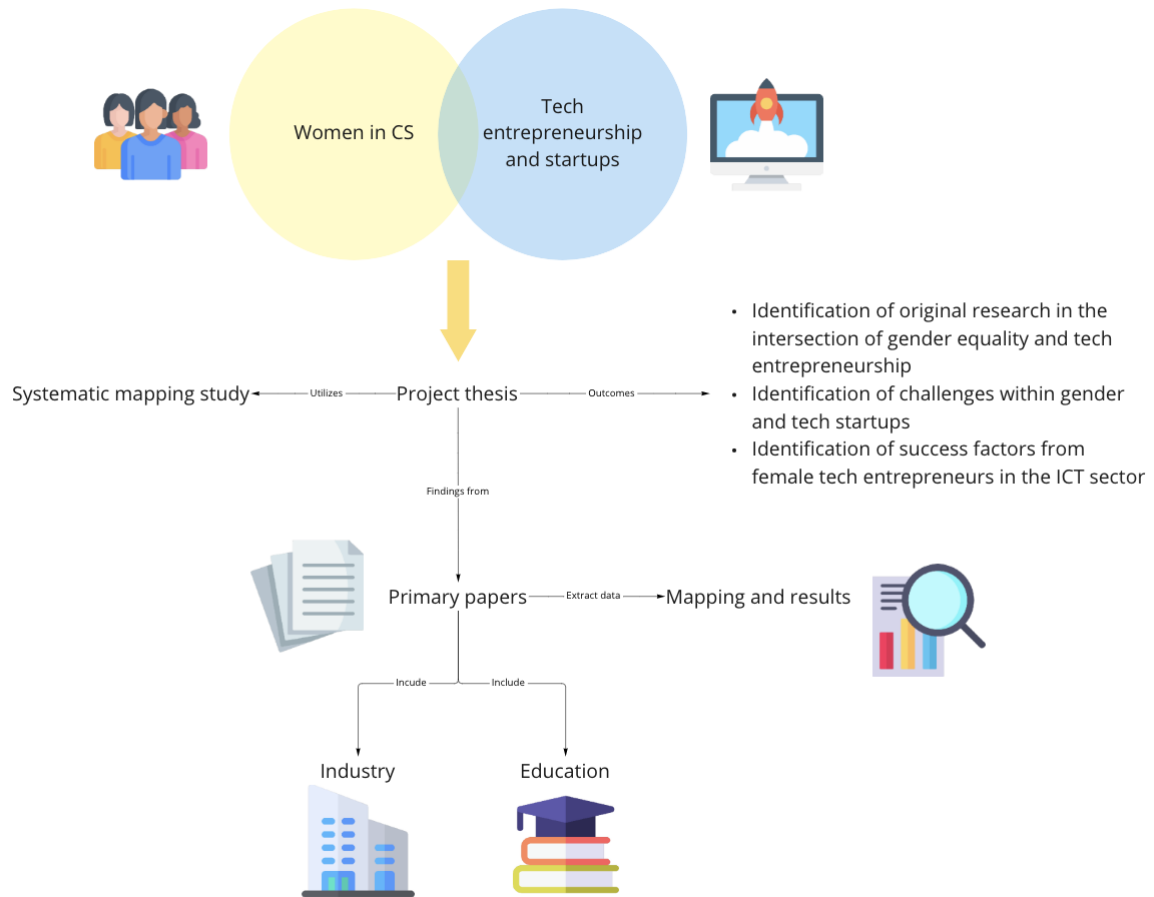 Women in CS
Tech
entrepreneurship
and startups
• Identification of original research in the
intersection of gender equality and tech
entrepreneurship
• Identification of challenges within gender
and tech startups
• Identification of success factors from
female tech entrepreneurs in the ICT sector
Systematic mapping study
Utilizes
Project thesis
Outcomes
Findings from
Primary papers
Extract data
Mapping and results
Incude
Include
Industry
Education